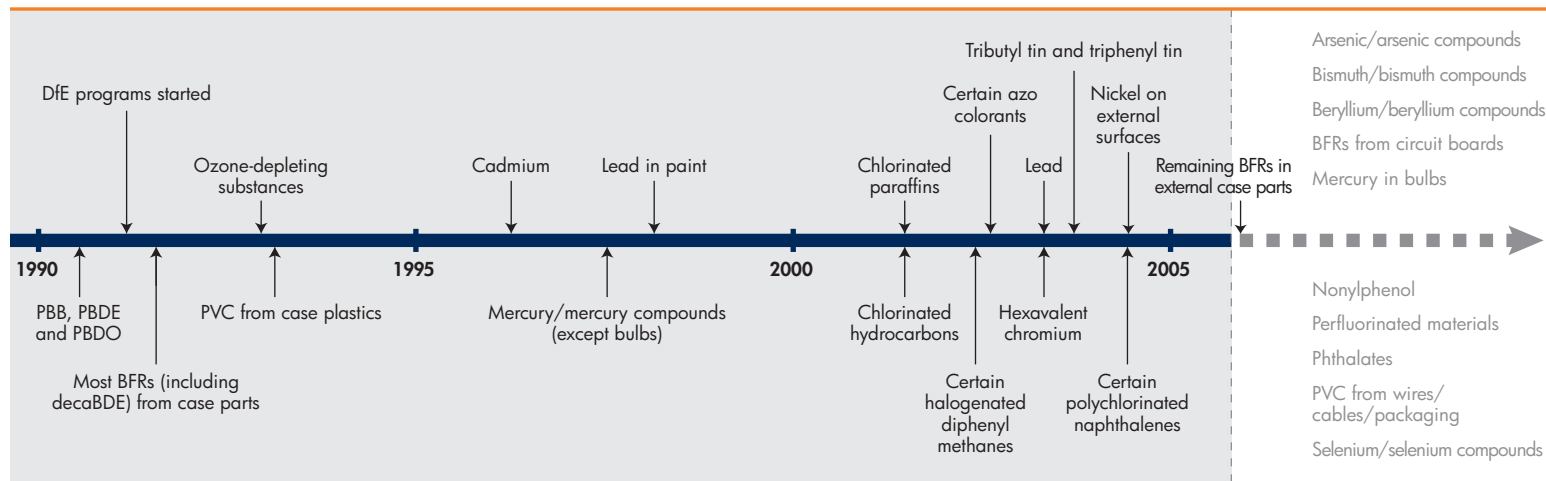 DfE programs started
Ozone-depleting
substances
Cadmium
Lead in paint
Chlorinated
paraffins
Certain azo
colorants
Lead
Tributyl tin and triphenyl tin
Nickel on
external
surfaces
Remaining BFRs in
external case parts
1990
1995
2000
2005
PBB, PBDE
and PBDO
Most BFRs (including
decaBDE) from case parts
PVC from case plastics
Mercury/mercury compounds
(except bulbs)
Chlorinated
hydrocarbons
Certain
halogenated
diphenyl
methanes
Hexavalent
chromium
Certain
polychlorinated
naphthalenes
Arsenic/arsenic compounds
Bismuth/bismuth compounds
Beryllium/beryllium compounds
BFRs from circuit boards
Mercury in bulbs
Nonylphenol
Perfluorinated materials
Phthalates
PVC from wires/
cables/packaging
Selenium/selenium compounds